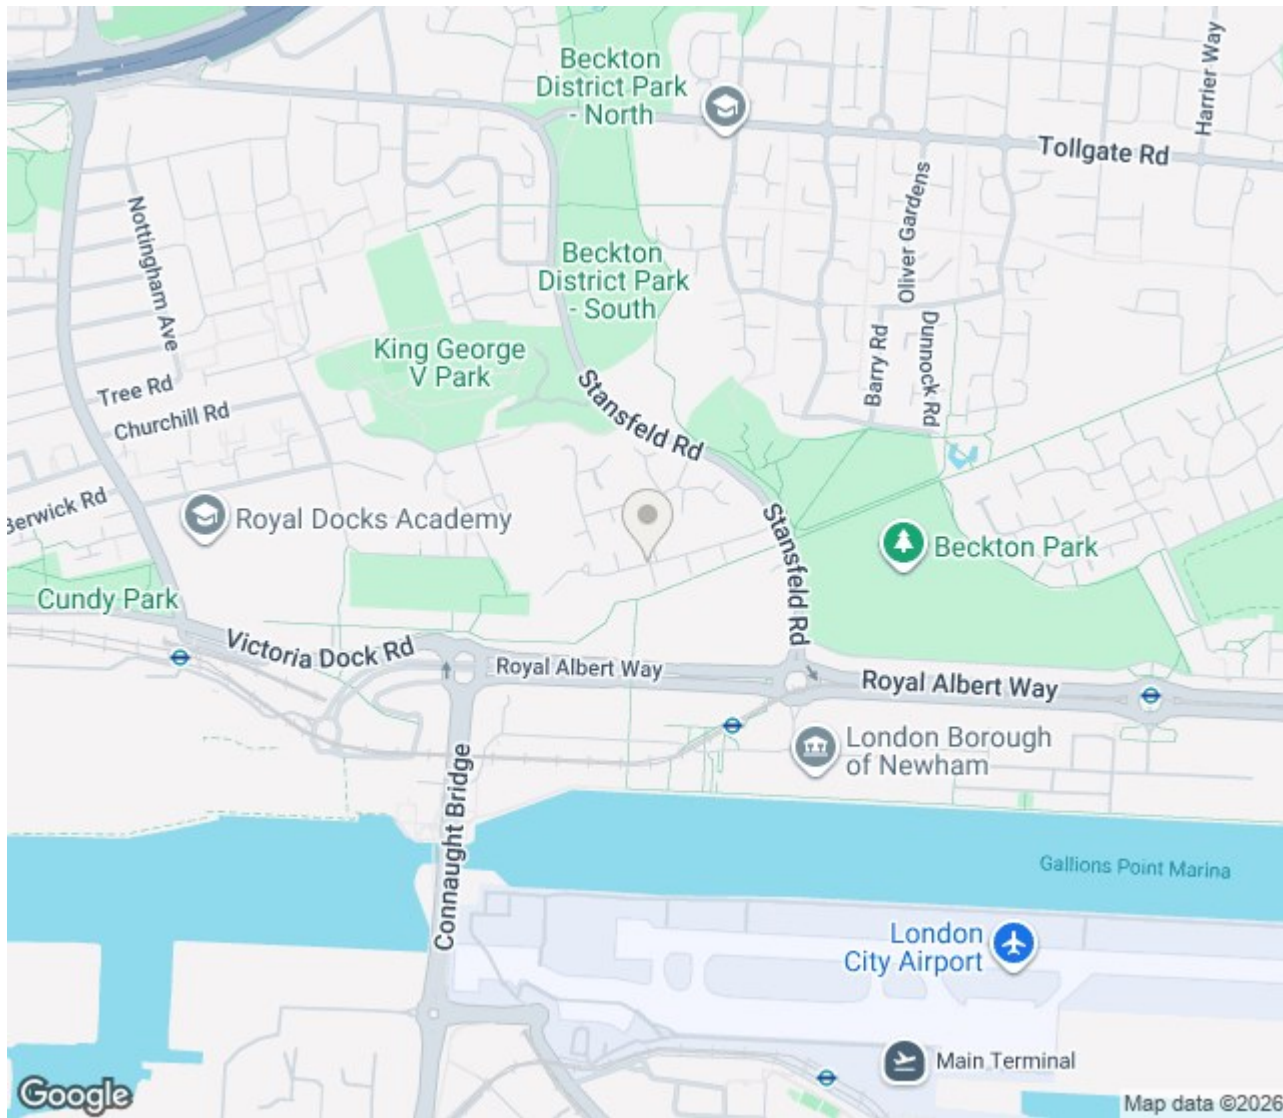 Beckton
District Park
- North
Harrier Way
Tollgate Rd
Oliver Gardens
Nottingham Ave
Beckton
District Park
- South
Barry Rd
Dunnock Rd
King George
V Park
Tree Rd
Churchill Rd
Stansfeld Rd
Berwick Rd
Royal Docks Academy
Stansfeld Rd
Beckton Park
Cundy Park
Victoria Dock Rd
Royal Albert Way
Royal Albert Way
London Borough
of Newham
Connaught Bridge
Gallions Point Marina
London
City Airport
Main Terminal
Google
Map data ©2026